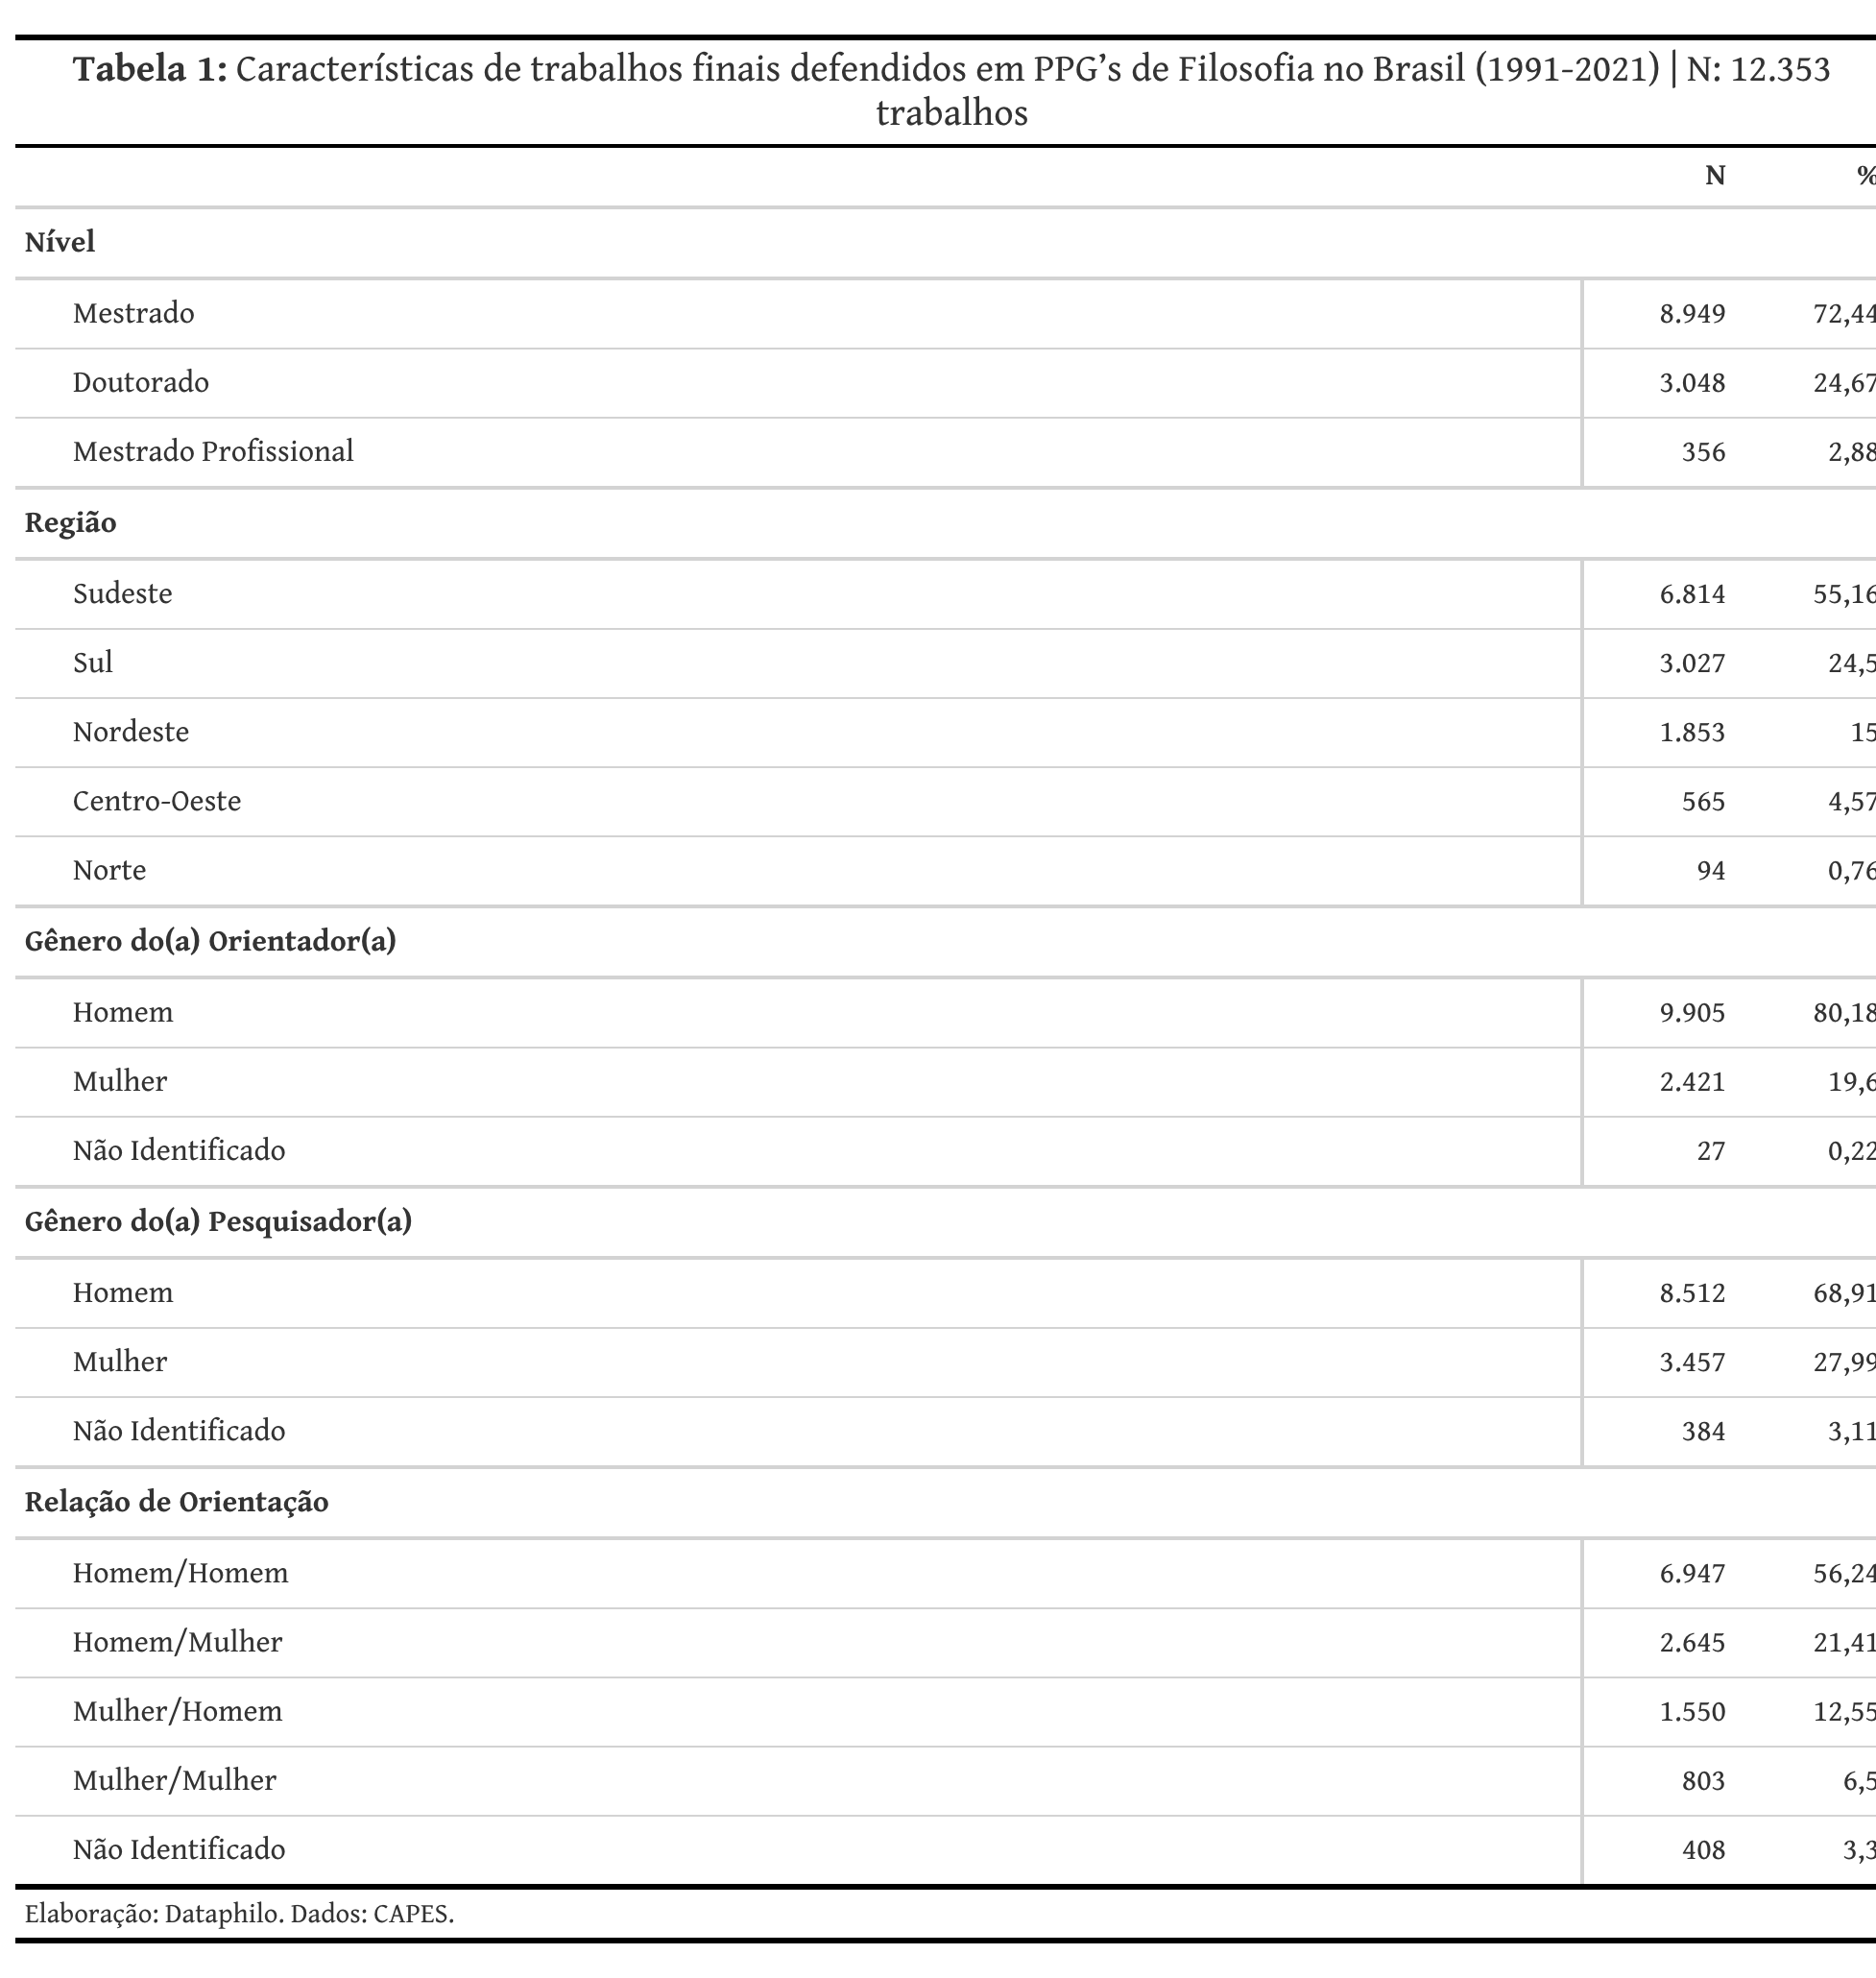 Tabela 1: Características de trabalhos finais defendidos em PPG’s de Filosofia no Brasil (1991-2021) | N: 12.353
trabalhos
N %
Nível
Mestrado 8.949 72,44
Doutorado 3.048 24,67
Mestrado Profissional 356 2,88
Região
Sudeste 6.814 55,16
Sul 3.027 24,5
Nordeste 1.853 15
Centro-Oeste 565 4,57
Norte 94 0,76
Gênero do(a) Orientador(a)
Homem 9.905 80,18
Mulher 2.421 19,6
Não Identificado 27 0,22
Gênero do(a) Pesquisador(a)
Homem 8.512 68,91
Mulher 3.457 27,99
Não Identificado 384 3,11
Relação de Orientação
Homem/Homem 6.947 56,24
Homem/Mulher 2.645 21,41
Mulher/Homem 1.550 12,55
Mulher/Mulher 803 6,5
Não Identificado 408 3,3
Elaboração: Dataphilo. Dados: CAPES.